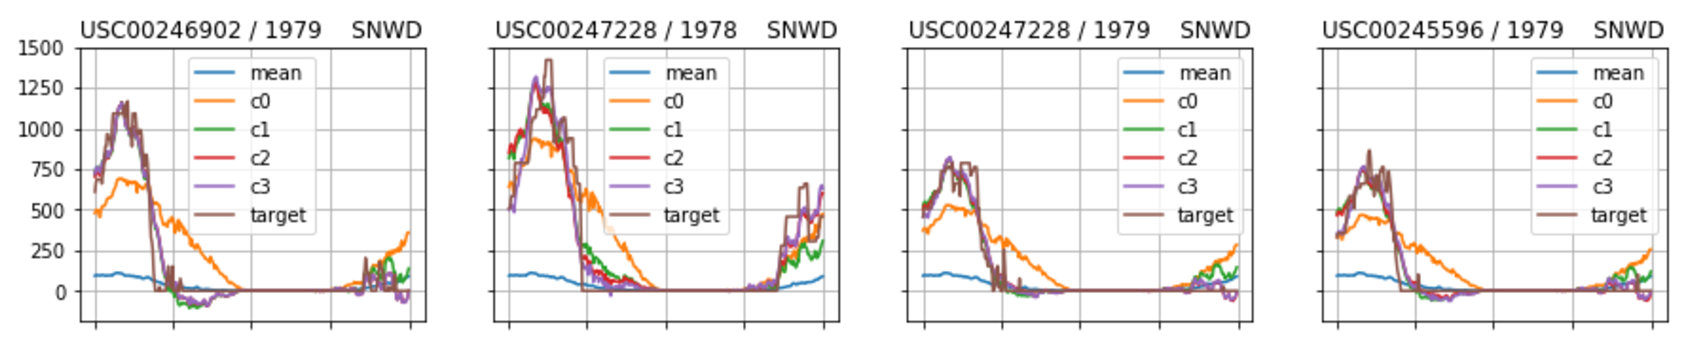 USC00246902 / 1979 SNWD
1500
1250
1000
750
500
250
0
mean
c0
c1
c2
c3
target
USC00247228 / 1978 SNWD
mean
c0
c1
c2
c3
target
USC00247228 / 1979 SNWD
mean
c0
c1
c2
c3
target
USC00245596 / 1979 SNWD
mean
c0
c1
c2
c3
target